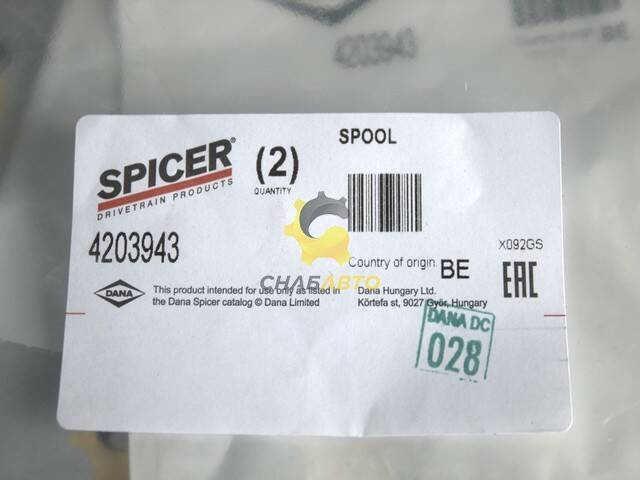 4203943
SPICER®
DRIVETRAIN PRODUCTS
(2)
QUANTITY
SPOOL
4203943
СНАБАВТО
Country of origin: BE
X092GS
EAC
DANA
This product intended for use only as listed in
the Dana Spicer catalog © Dana Limited
Dana Hungary Ltd.
Körtefa st, 9027 Győr, Hungary
DANA DC
028